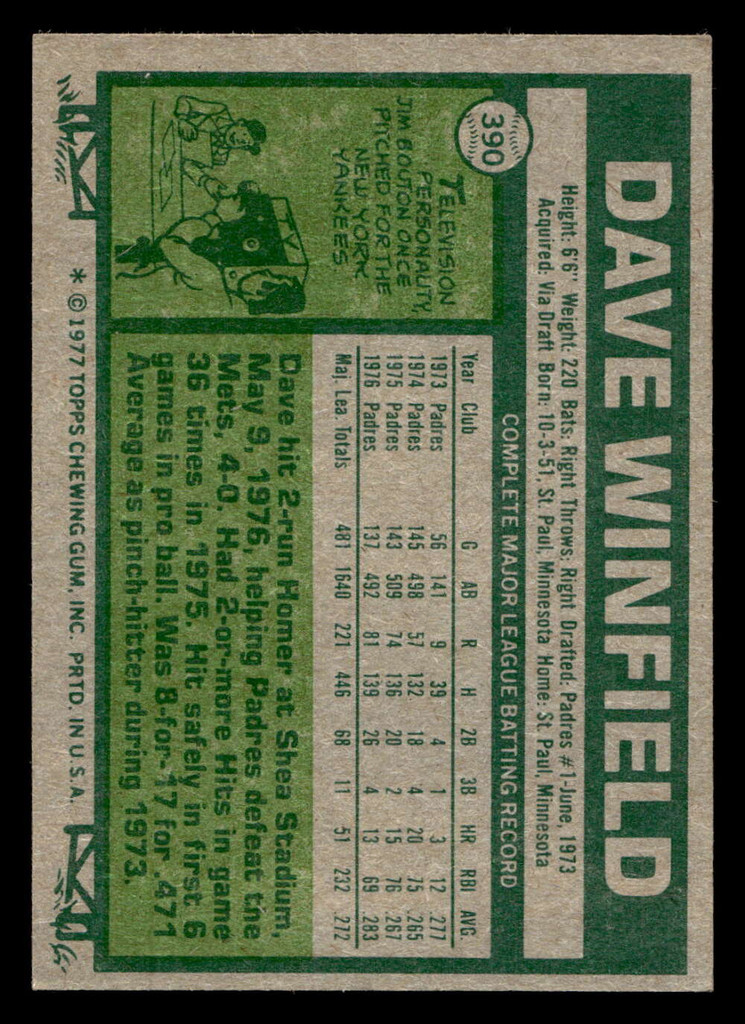 390
DAVE WINFIELD
Height: 6'6" Weight: 220 Bats: Right Throws: Right Drafted: Padres #1-June, 1973
Acquired: Via Draft Born: 10-3-51, St. Paul, Minnesota Home: St. Paul, Minnesota
COMPLETE MAJOR LEAGUE BATTING RECORD
Year Club G AB R H 2B 3B HR RBI AVG.
1973 Padres 56 141 9 39 4 1 3 12 .277
1974 Padres 145 498 57 132 18 4 20 75 .265
1975 Padres 143 509 74 136 20 2 15 76 .267
1976 Padres 137 492 81 139 26 4 13 69 .283
Maj. Lea. Totals 481 1640 221 446 68 11 51 232 .272
TELEVISION
PERSONALITY,
JIM BOUTON ONCE
PITCHED FOR THE
NEW YORK
YANKEES.
Dave hit 2-run Homer at Shea Stadium,
May 9, 1976, helping Padres defeat the
Mets, 4-0. Had 2-or-more Hits in game
36 times in 1975. Hit safely in first 6
games in pro ball. Was 8-for-17 for .471
Average as pinch-hitter during 1973.
* © 1977 TOPPS CHEWING GUM, INC. PRTD. IN U.S.A.